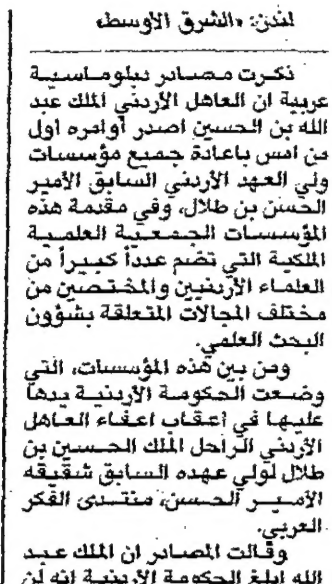 لندن: «الشرق الأوسط»
ذكرت مصادر دبلوماسية
عربية ان العاهل الأردني الملك عبد
الله بن الحسين اصدر أوامره اول
من امس باعادة جميع مؤسسات
ولي العهد الأردني السابق الأمير
الحسن بن طلال، وفي مقدمة هذه
المؤسسات الجمعية العلمية
الملكية التي تضم عدداً كبيراً من
العلماء الأردنيين والمختصين من
مختلف المجالات المتعلقة بشؤون
البحث العلمي.
ومن بين هذه المؤسسات، التي
وضعت الحكومة الأردنية يدها
عليها في أعقاب اعفاء العاهل
الأردني الراحل الملك الحسين بن
طلال لولي عهده السابق شقيقه
الأمير الحسن، منتدى الفكر
العربي.
وقالت المصادر ان الملك عبد
الله ابلغ الحكومة الأردنية انه لن